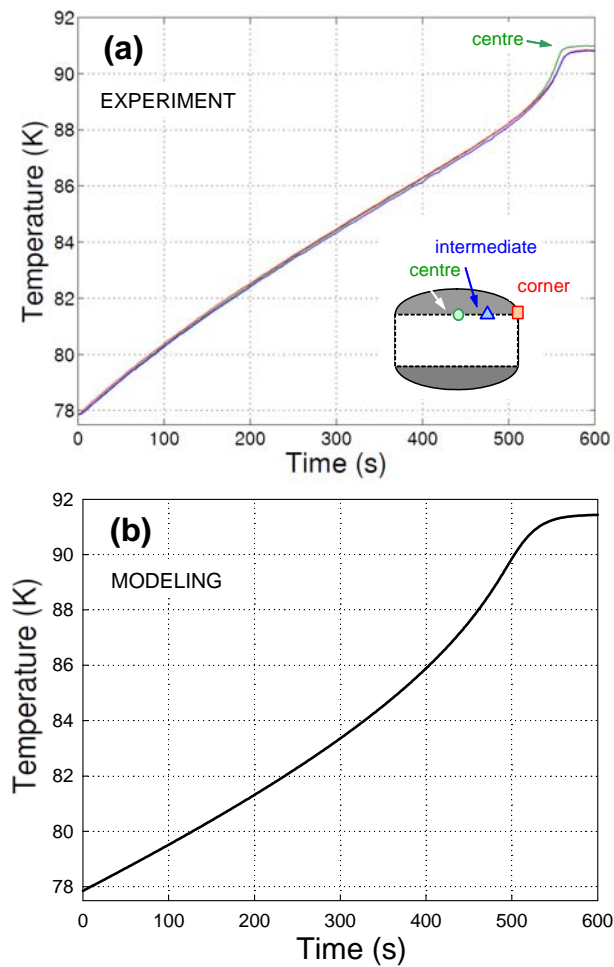 92
(a)
centre
90
EXPERIMENT
88
86
84
intermediate
centre
82
corner
80
78
Temperature (K)
0 100 200 300 400 500 600
Time (s)
92
(b)
90
MODELING
88
86
84
82
80
78
Temperature (K)
0 100 200 300 400 500 600
Time (s)